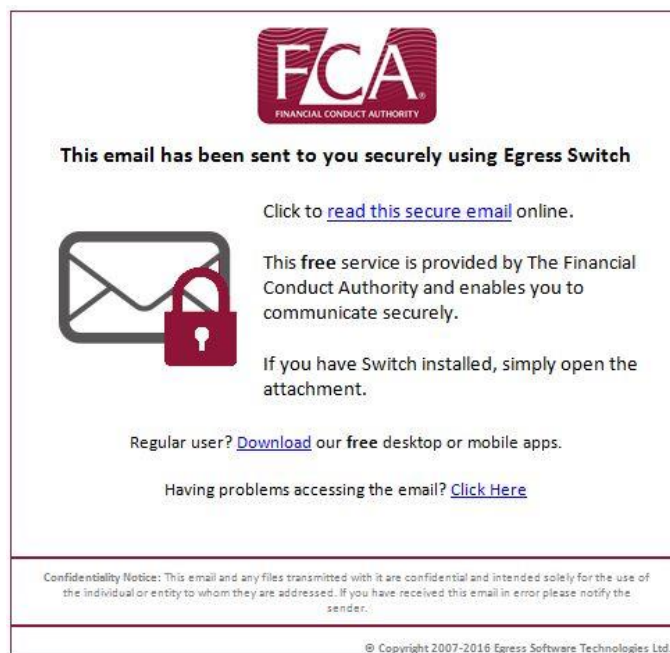 FCA®
FINANCIAL CONDUCT AUTHORITY
This email has been sent to you securely using Egress Switch
Click to read this secure email online.
This free service is provided by The Financial
Conduct Authority and enables you to
communicate securely.
If you have Switch installed, simply open the
attachment.
Regular user? Download our free desktop or mobile apps.
Having problems accessing the email? Click Here
Confidentiality Notice: This email and any files transmitted with it are confidential and intended solely for the use of
the individual or entity to whom they are addressed. If you have received this email in error please notify the
sender.
© Copyright 2007-2016 Egress Software Technologies Ltd